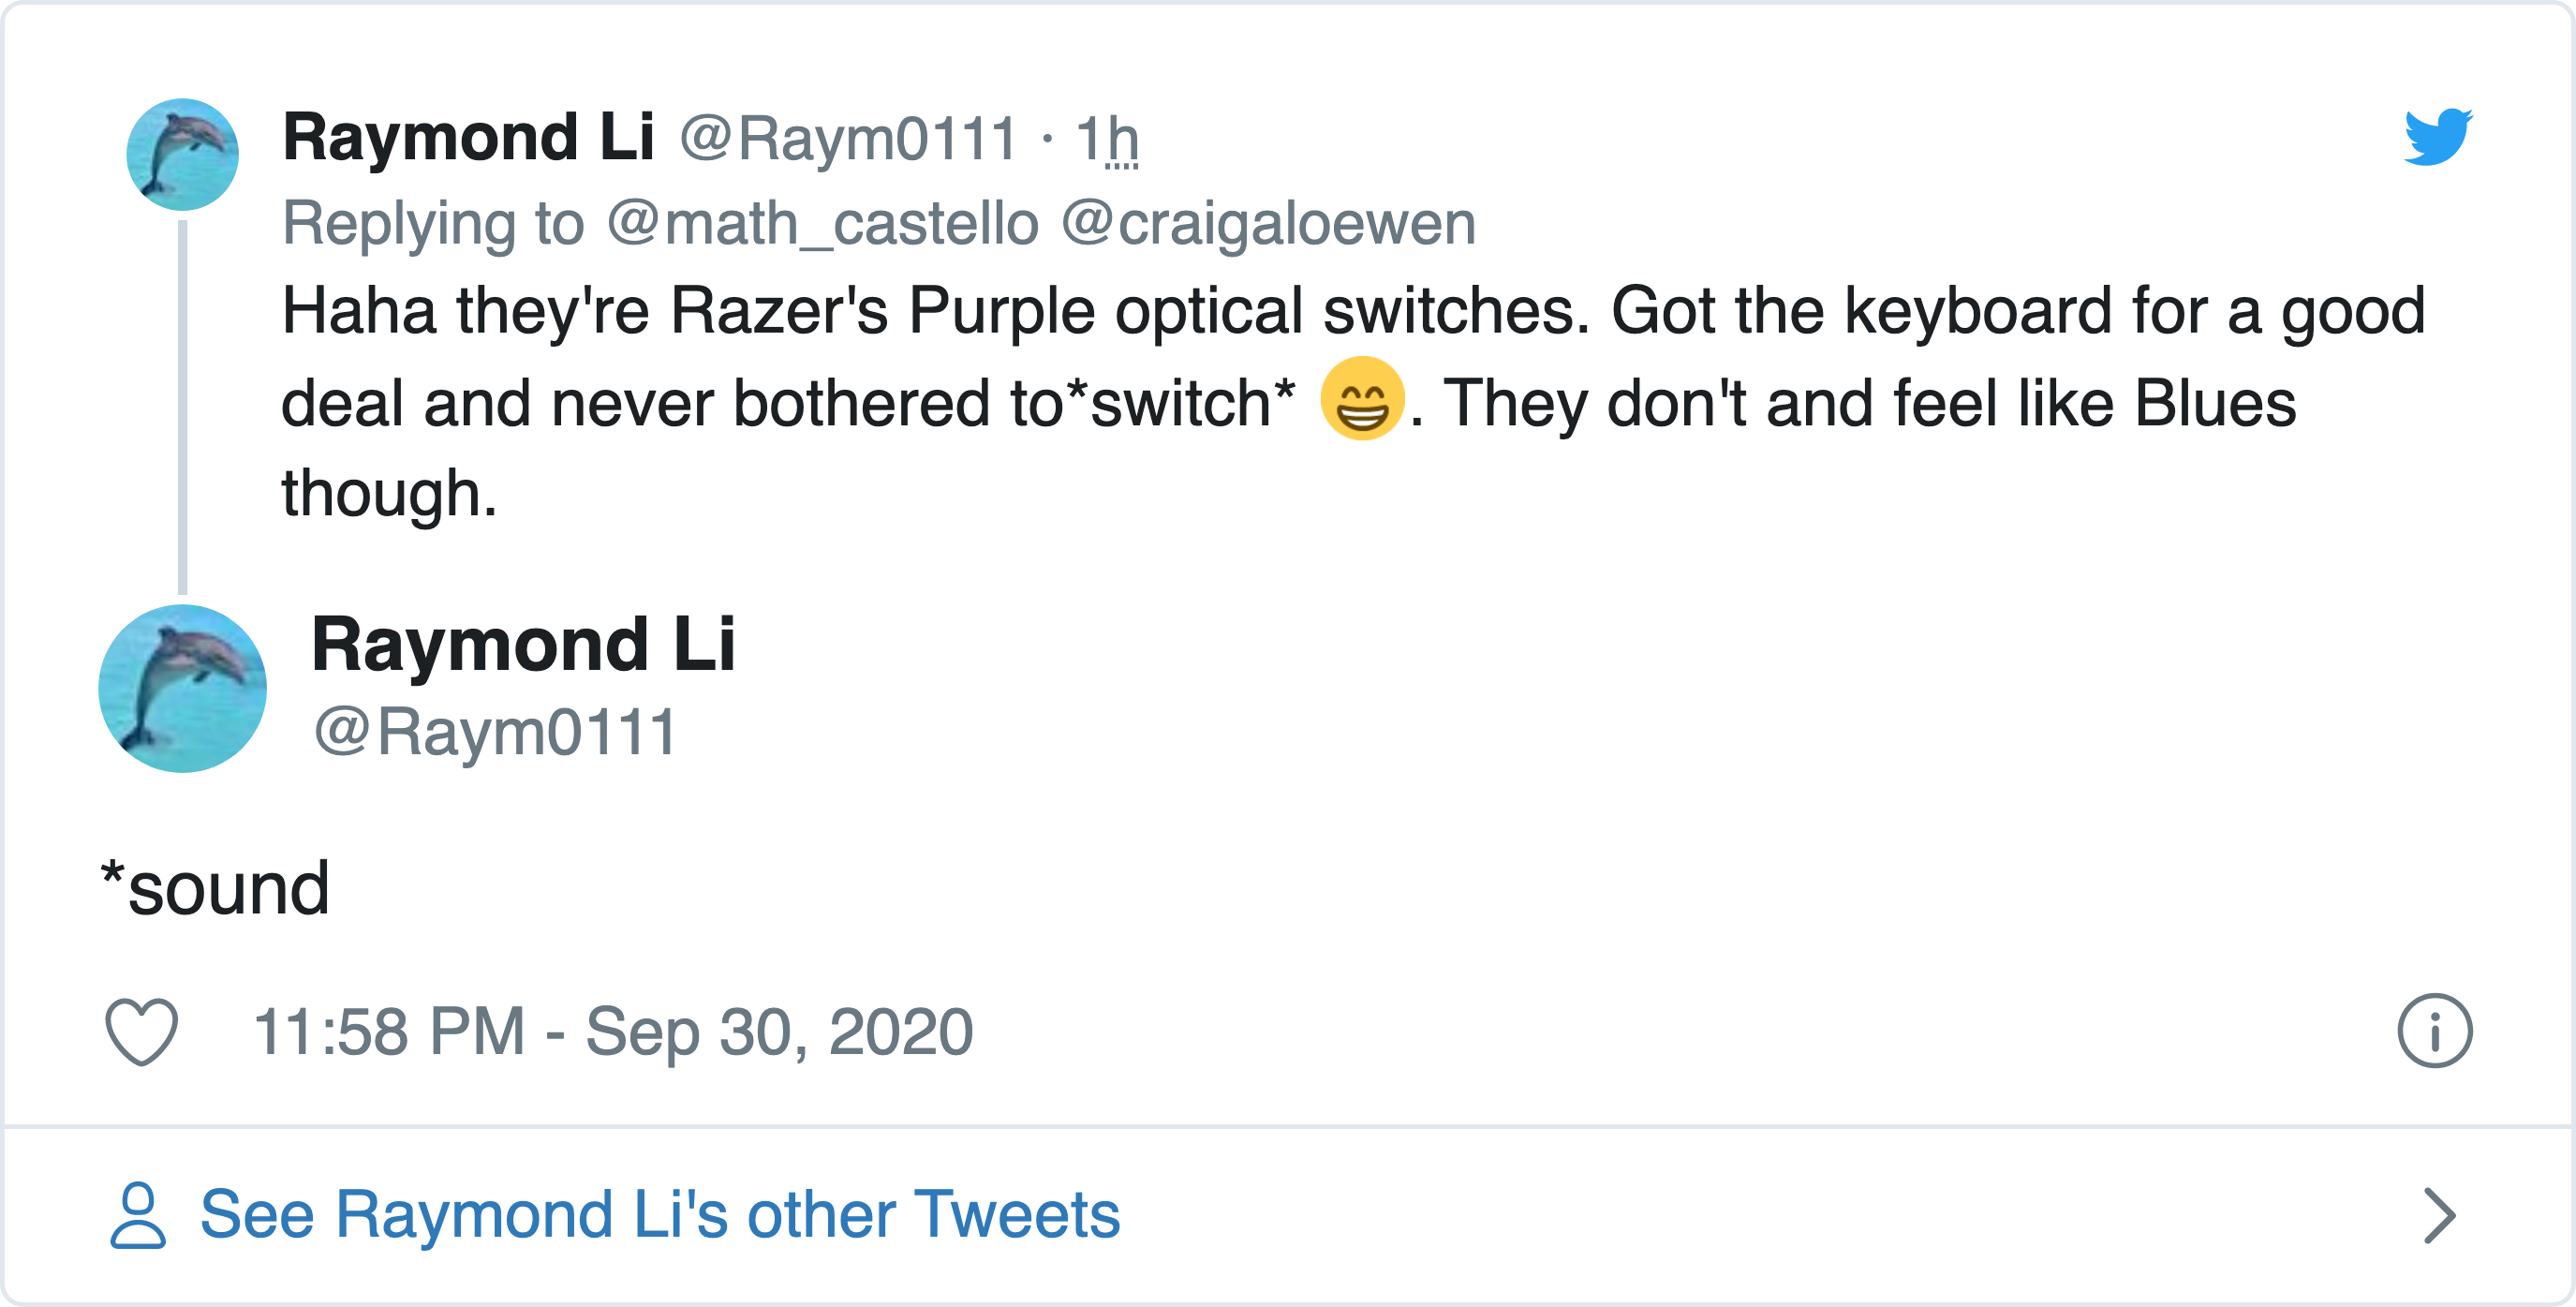 Raymond Li @Raym0111 · 1h
Replying to @math_castello @craigaloewen
Haha they're Razer's Purple optical switches. Got the keyboard for a good
deal and never bothered to*switch* 😁. They don't and feel like Blues
though.
Raymond Li
@Raym0111
*sound
11:58 PM - Sep 30, 2020
See Raymond Li's other Tweets